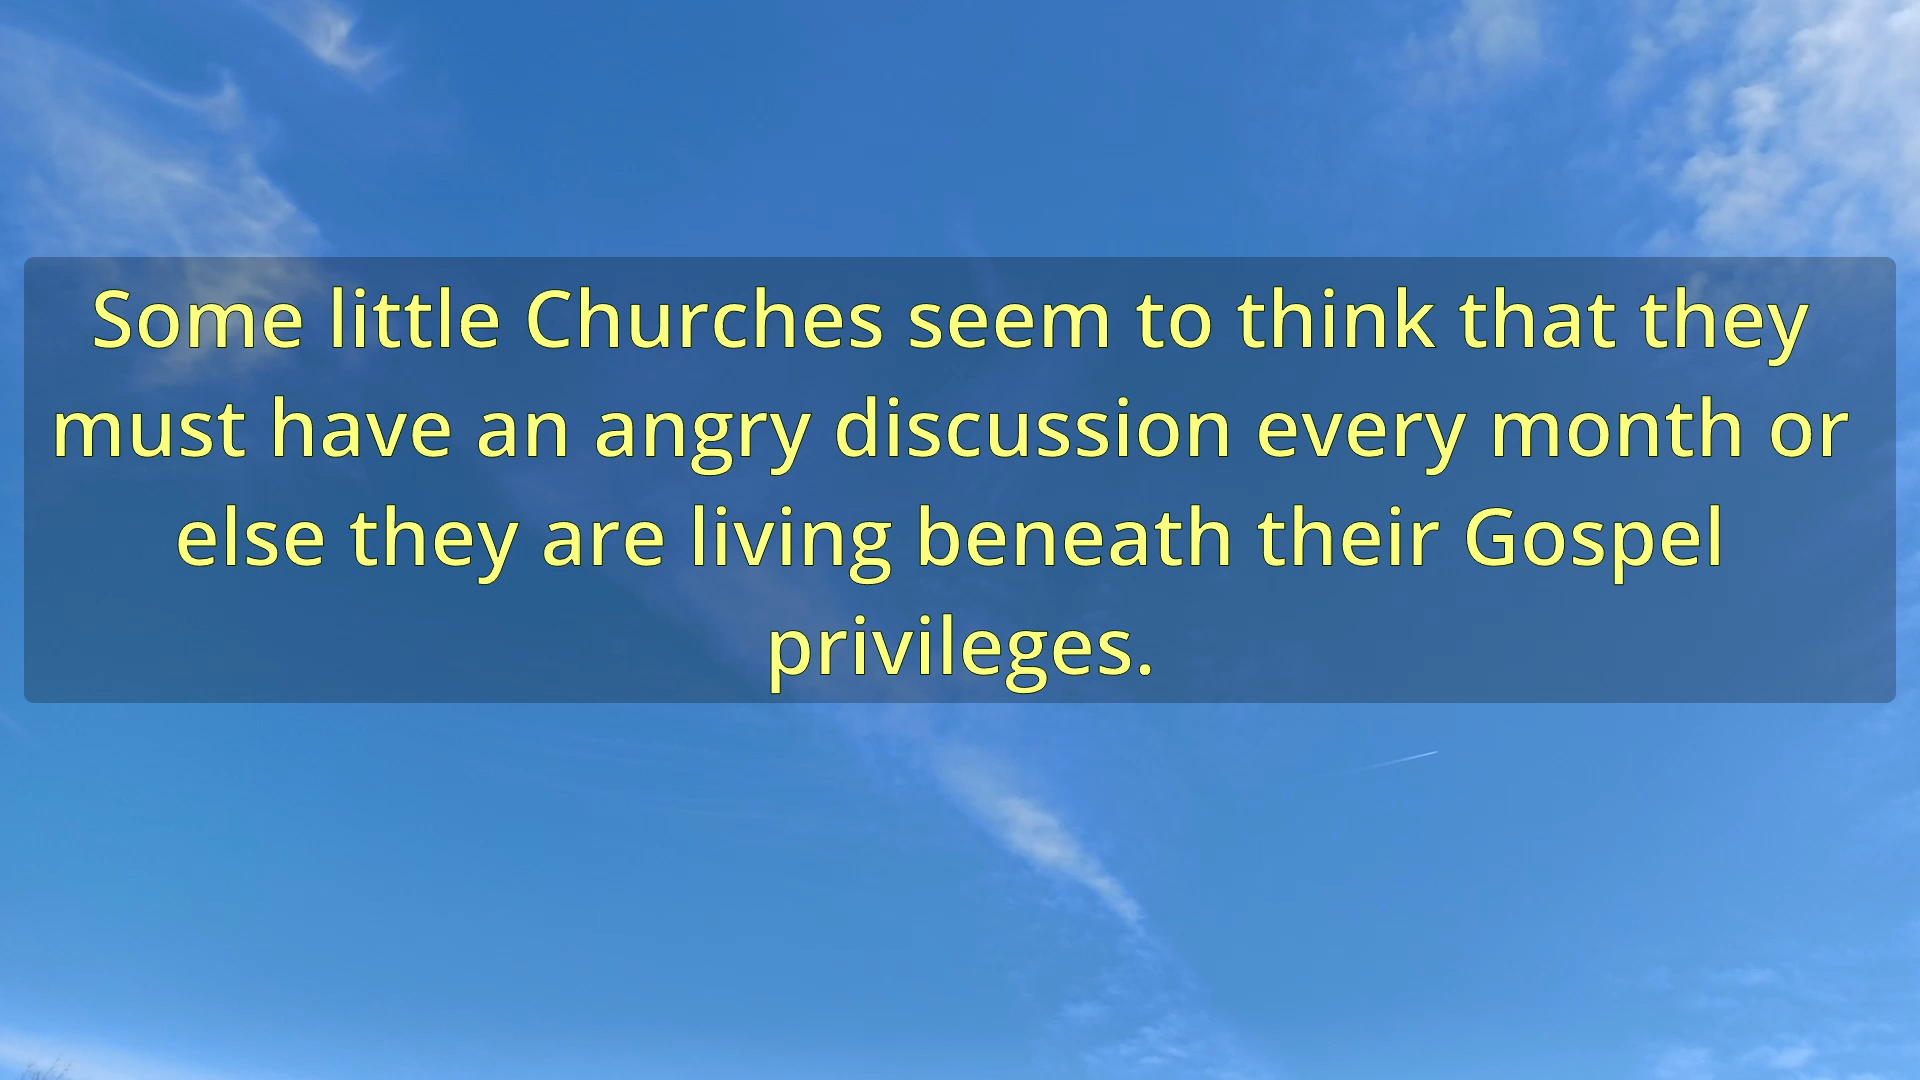 Some little Churches seem to think that they
must have an angry discussion every month or
else they are living beneath their Gospel
privileges.